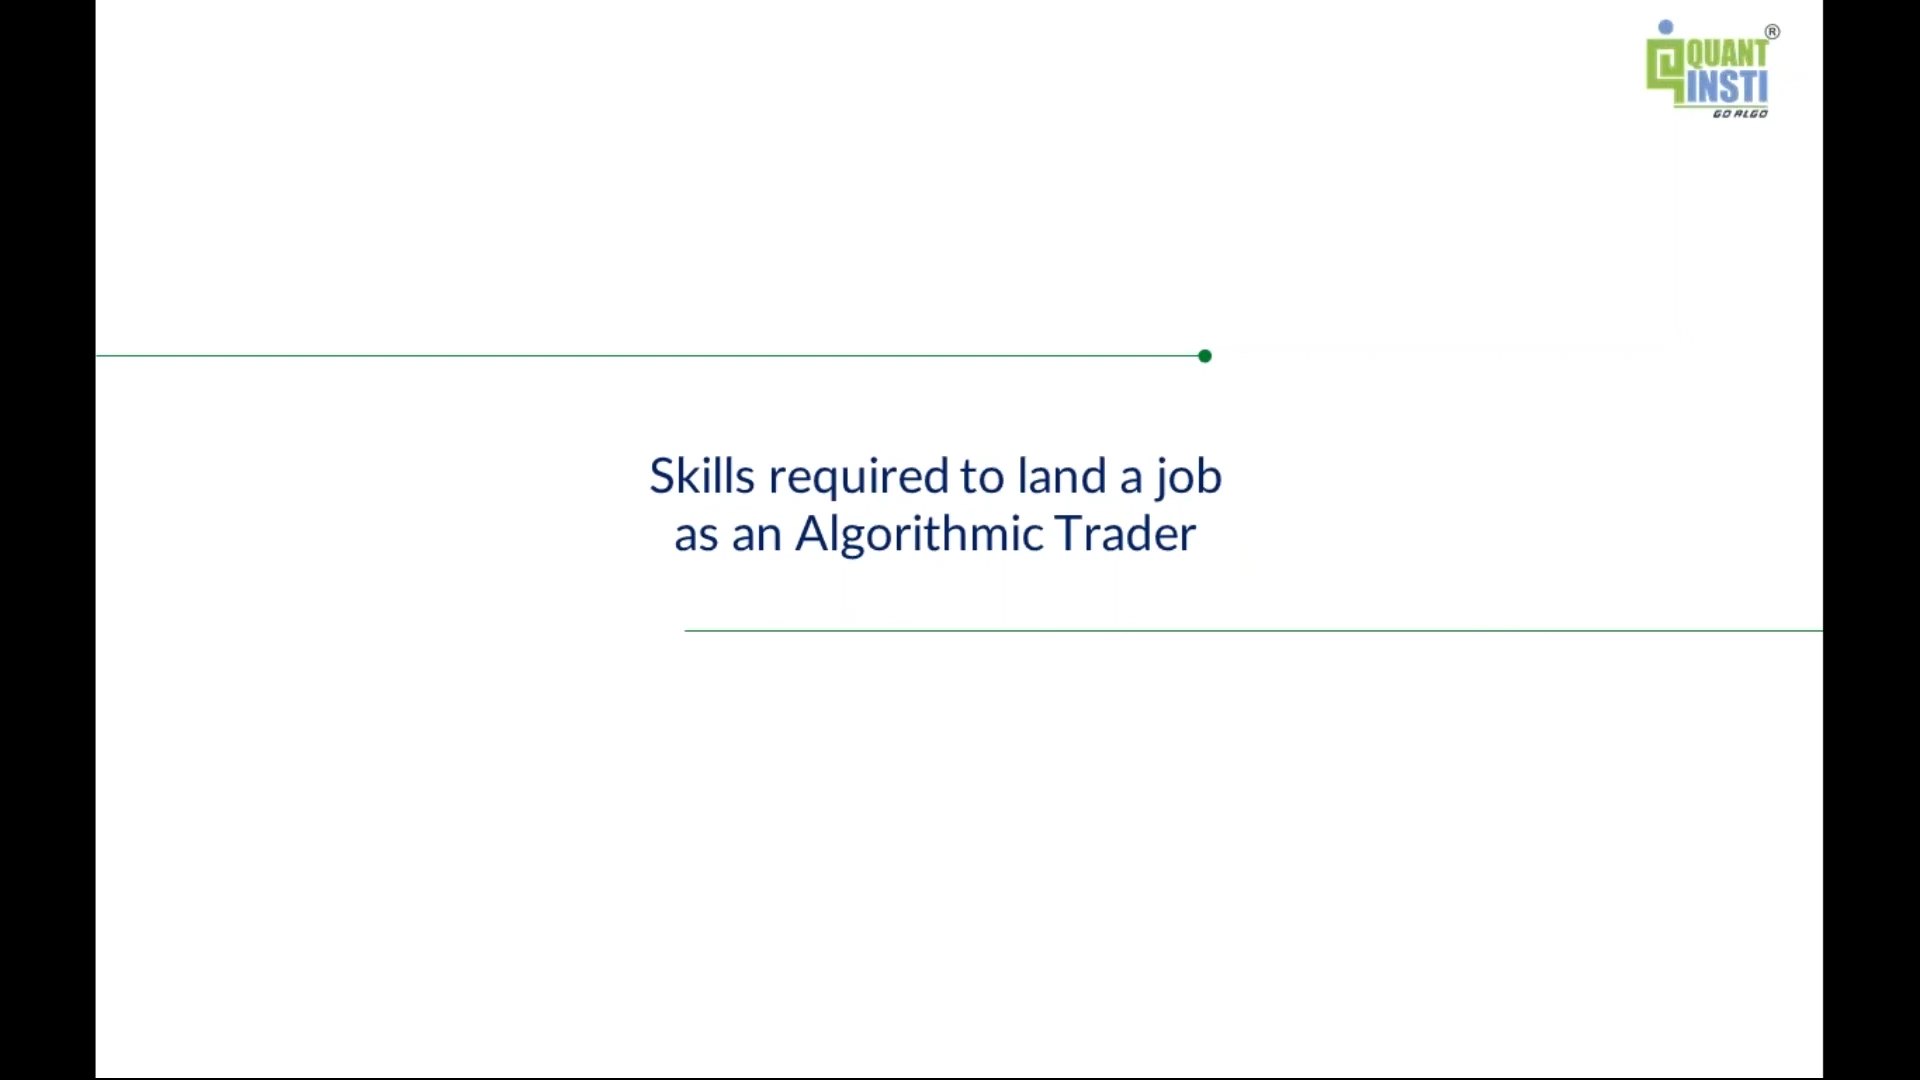 QUANT®
INSTI
GO ALGO
Skills required to land a job
as an Algorithmic Trader